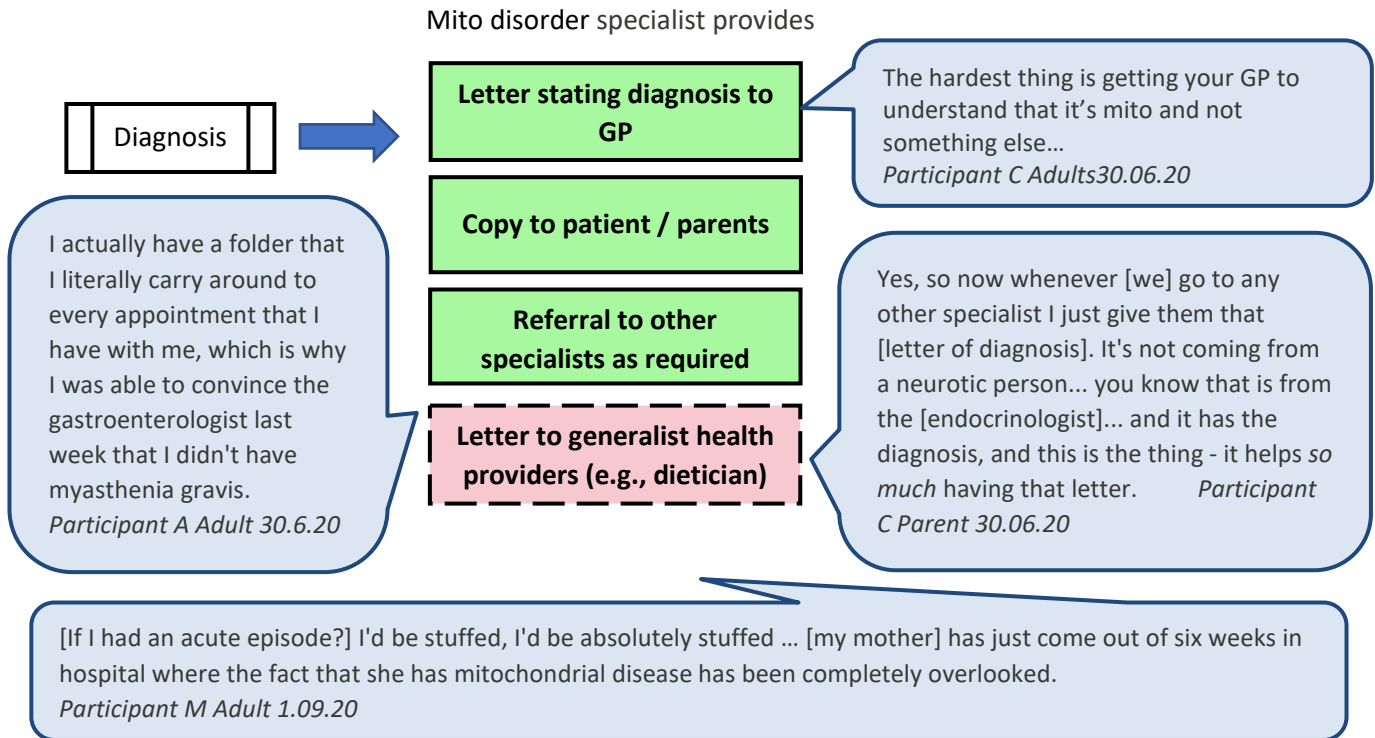 Mito disorder specialist provides
Diagnosis
Letter stating diagnosis to
GP
Copy to patient / parents
Referral to other
specialists as required
Letter to generalist health
providers (e.g., dietician)
The hardest thing is getting your GP to
understand that it’s mito and not
something else…
Participant C Adults30.06.20
I actually have a folder that
I literally carry around to
every appointment that I
have with me, which is why
I was able to convince the
gastroenterologist last
week that I didn't have
myasthenia gravis.
Participant A Adult 30.6.20
Yes, so now whenever [we] go to any
other specialist I just give them that
[letter of diagnosis]. It's not coming from
a neurotic person... you know that is from
the [endocrinologist]... and it has the
diagnosis, and this is the thing - it helps so
much having that letter. Participant
C Parent 30.06.20
[If I had an acute episode?] I'd be stuffed, I'd be absolutely stuffed … [my mother] has just come out of six weeks in
hospital where the fact that she has mitochondrial disease has been completely overlooked.
Participant M Adult 1.09.20